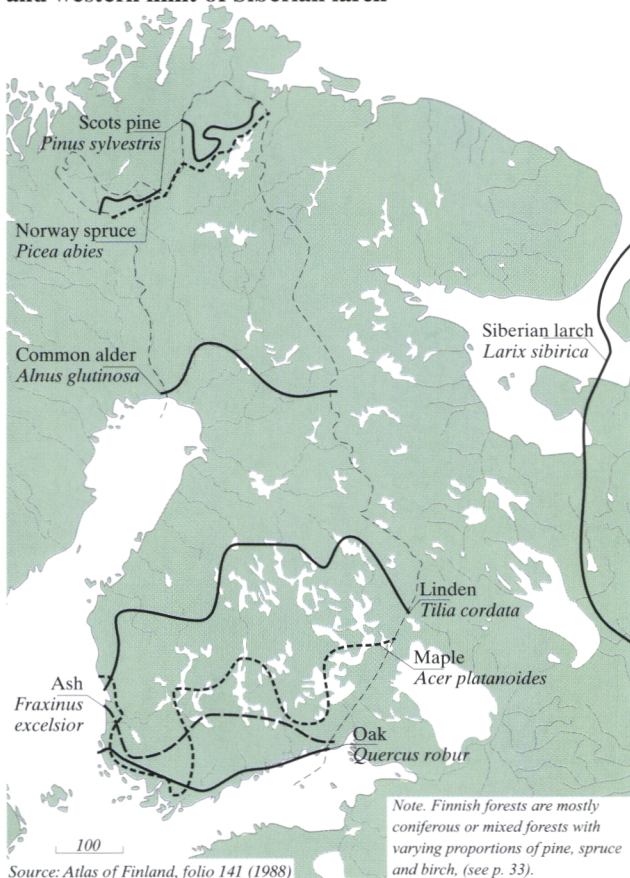 and western limit of Siberian larch
Scots pine
Pinus sylvestris
Norway spruce
Picea abies
Siberian larch
Larix sibirica
Common alder
Alnus glutinosa
Linden
Tilia cordata
Maple
Acer platanoides
Ash
Fraxinus
excelsior
Oak
Quercus robur
100
Note. Finnish forests are mostly
coniferous or mixed forests with
varying proportions of pine, spruce
and birch, (see p. 33).
Source: Atlas of Finland, folio 141 (1988)